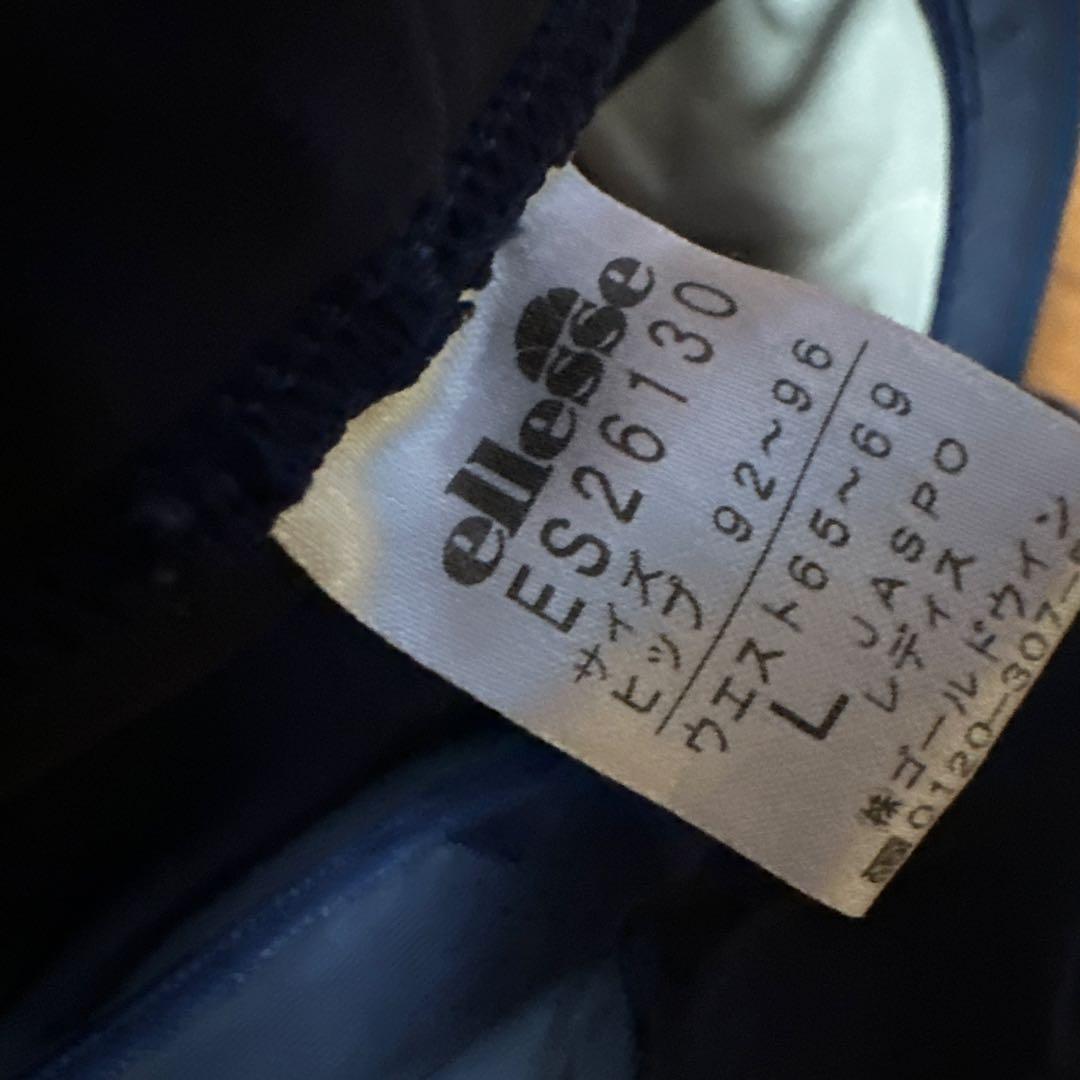 ellesse
ES26130
サイズ
ヒップ 92~96
ウエスト65~69
L JASPO
レディス
株ゴールドウイン
0120-307-